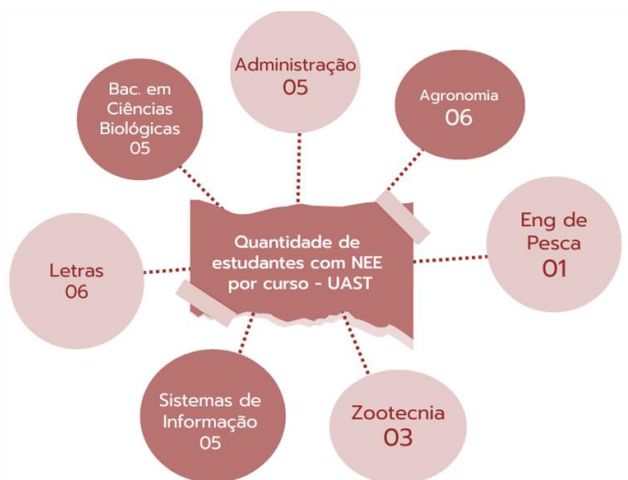 Quantidade de
estudantes com NEE
por curso - UAST
Administração
05
Agronomia
06
Eng de
Pesca
01
Zootecnia
03
Sistemas de
Informação
05
Letras
06
Bac. em
Ciências
Biológicas
05